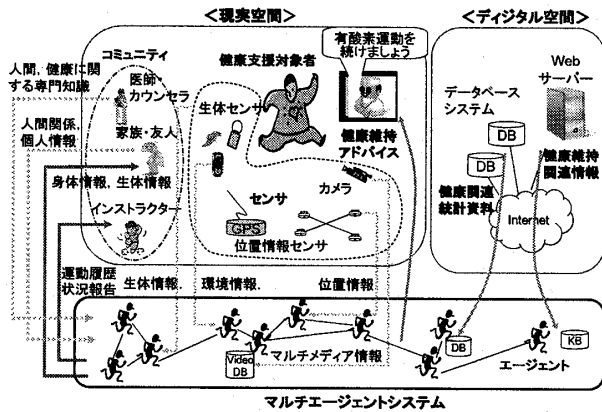 <現実空間>
<ディジタル空間>
コミュニティ
人間，健康に関
する専門知識
医師・
カウンセラ
人間関係，
個人情報
家族・友人
身体情報，生体情報
インストラクター
運動履歴
状況報告
健康支援対象者
有酸素運動を
続けましょう
生体センサ
健康維持
アドバイス
センサ
カメラ
GPS
位置情報センサ
データベース
システム
Web
サーバー
DB
DB
健康関連
統計資料
健康維持
関連情報
Internet
生体情報，
環境情報，
位置情報
Video
DB
マルチメディア情報
DB
KB
エージェント
マルチエージェントシステム